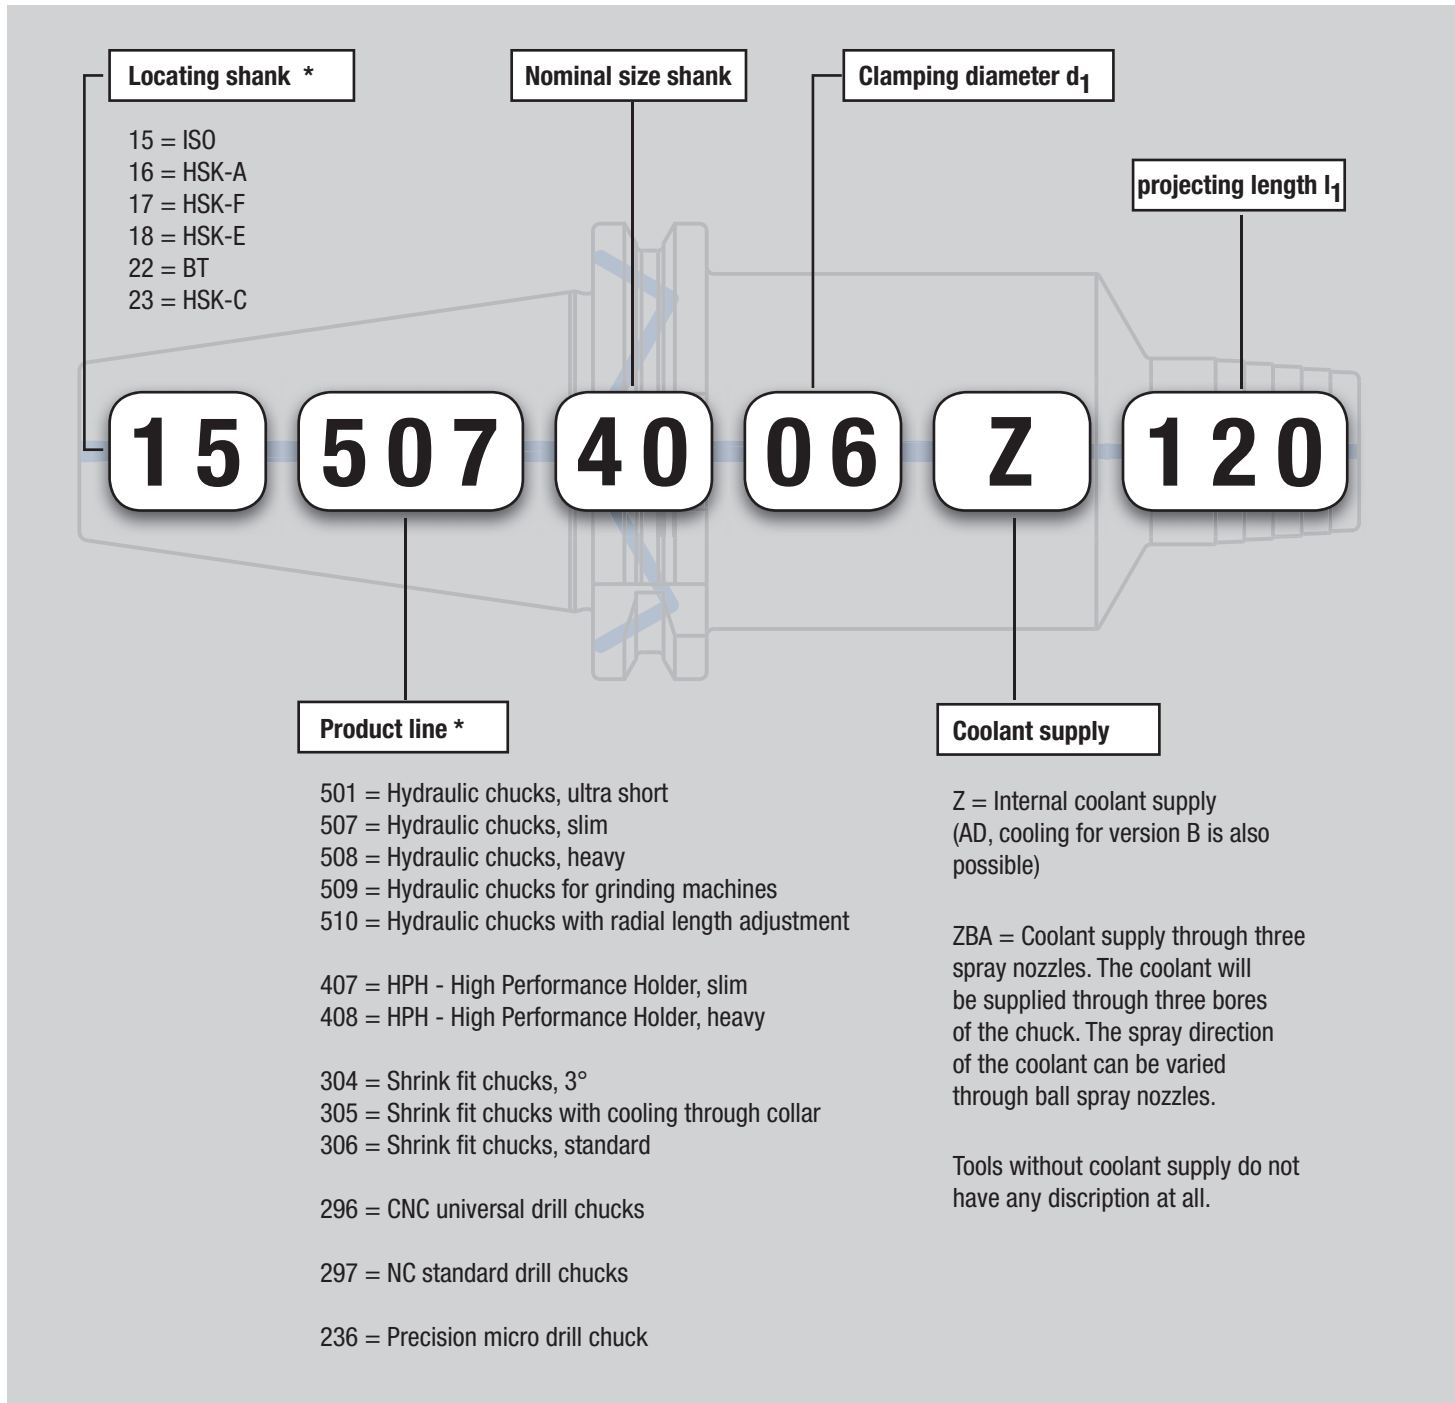 Locating shank *
Nominal size shank
Clamping diameter d1
15 = ISO
16 = HSK-A
17 = HSK-F
18 = HSK-E
22 = BT
23 = HSK-C
projecting length l1
15 507 40 06 Z 120
Product line *
501 = Hydraulic chucks, ultra short
507 = Hydraulic chucks, slim
508 = Hydraulic chucks, heavy
509 = Hydraulic chucks for grinding machines
510 = Hydraulic chucks with radial length adjustment
407 = HPH - High Performance Holder, slim
408 = HPH - High Performance Holder, heavy
304 = Shrink fit chucks, 3°
305 = Shrink fit chucks with cooling through collar
306 = Shrink fit chucks, standard
296 = CNC universal drill chucks
297 = NC standard drill chucks
236 = Precision micro drill chuck
Coolant supply
Z = Internal coolant supply
(AD, cooling for version B is also
possible)
ZBA = Coolant supply through three
spray nozzles. The coolant will
be supplied through three bores
of the chuck. The spray direction
of the coolant can be varied
through ball spray nozzles.
Tools without coolant supply do not
have any discription at all.